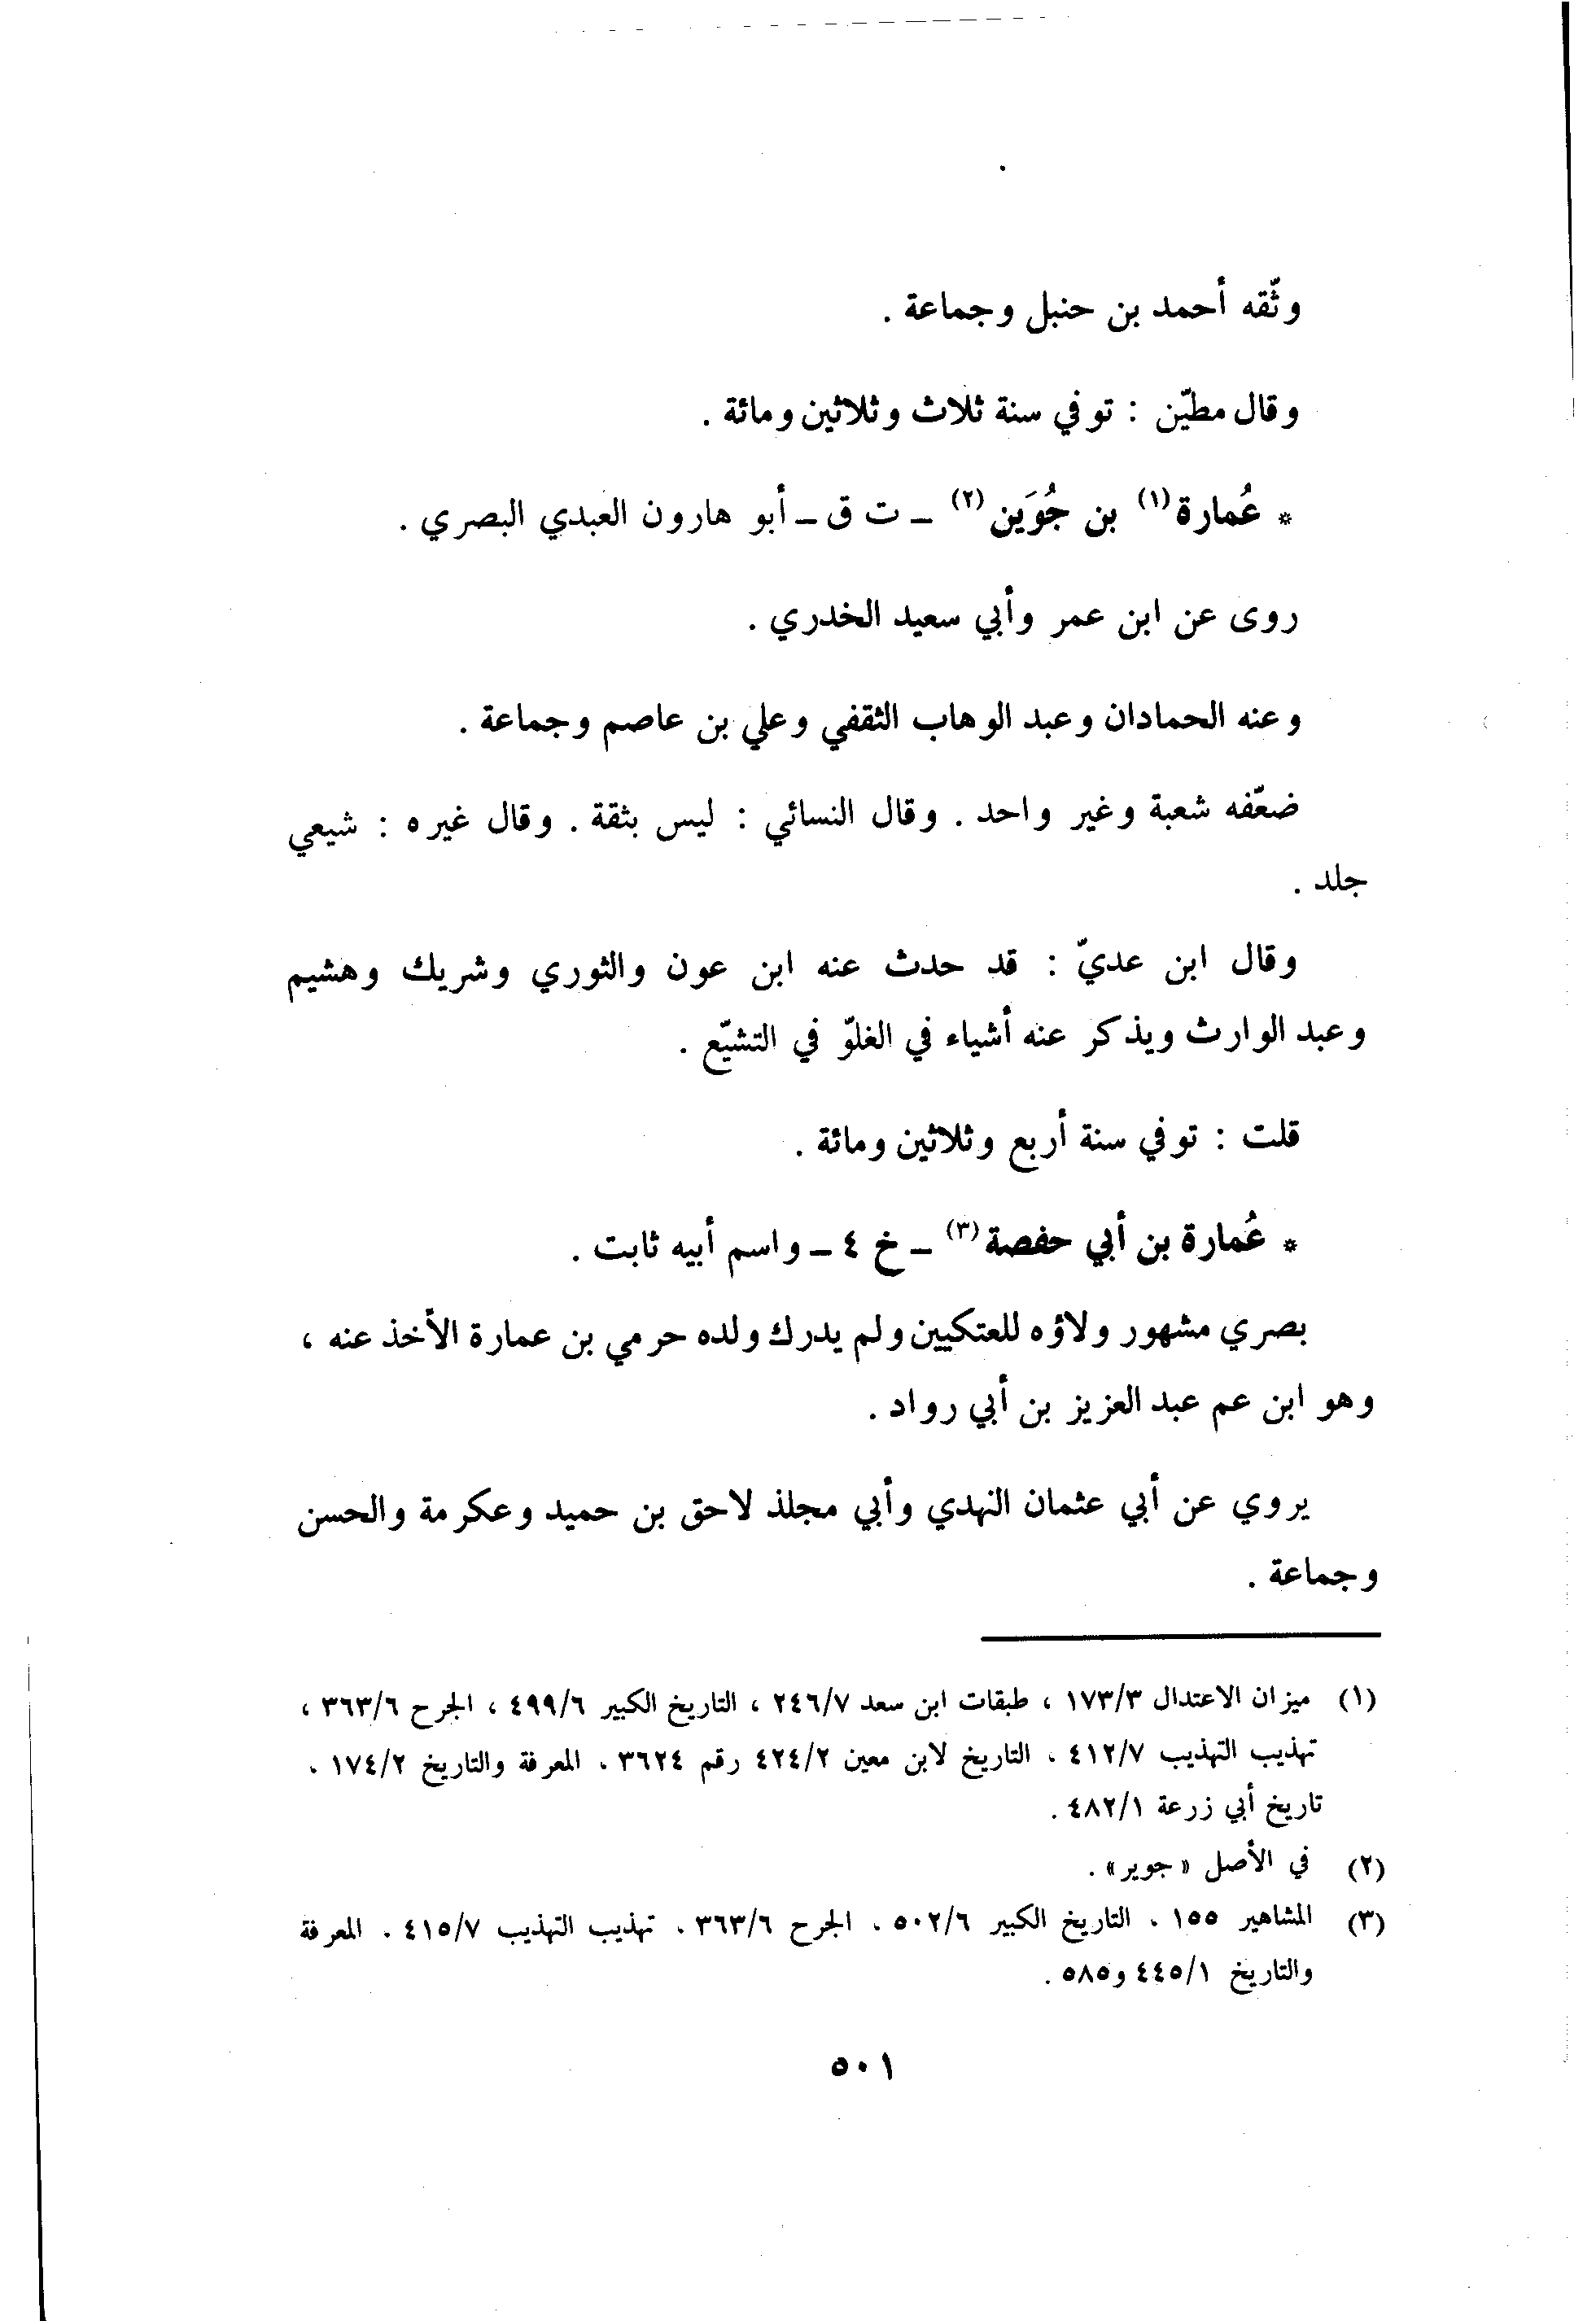 وثّقه أحمد بن حنبل وجماعة .
وقال مطيّن : توفي سنة ثلاث وثلاثين ومائة .
* عُمارة (١) بن جُوَين (٢) ـ ت ق ـ أبو هارون العبدي البصري .
روى عن ابن عمر وأبي سعيد الخدري .
وعنه الحمادان وعبد الوهاب الثقفي وعلي بن عاصم وجماعة .
ضعّفه شعبة وغير واحد . وقال النسائي : ليس بثقة . وقال غيره : شيعي
جلد .
وقال ابن عديّ : قد حدث عنه ابن عون والثوري وشريك وهشيم
وعبد الوارث ويذكر عنه أشياء في الغلوّ في التشيّع .
قلت : توفي سنة أربع وثلاثين ومائة .
* عُمارة بن أبي حفصة (٣) ـ خ ٤ ـ واسم أبيه ثابت .
بصري مشهور ولاؤه للعتكيين ولم يدرك ولده حرمي بن عمارة الأخذ عنه ،
وهو ابن عم عبد العزيز بن أبي رواد .
يروي عن أبي عثمان النهدي وأبي مجلذ لاحق بن حميد وعكرمة والحسن
وجماعة .
(١) ميزان الاعتدال ١٧٣/٣ ، طبقات ابن سعد ٢٤٦/٧ ، التاريخ الكبير ٤٩٩/٦ ، الجرح ٣٦٣/٦ ،
تهذيب التهذيب ٤١٢/٧ . التاريخ لابن معين ٤٢٤/٢ رقم ٣٦٢٤ . المعرفة والتاريخ ١٧٤/٢ .
تاريخ أبي زرعة ٤٨٢/١ .
(٢) في الأصل « جوير» .
(٣) المشاهير ١٥٥ . التاريخ الكبير ٥٠٢/٦ . الجرح ٣٦٣/٦ . تهذيب التهذيب ٤١٥/٧ . المعرفة
والتاريخ ٤٤٥/١ و٥٨٥ .
٥٠١